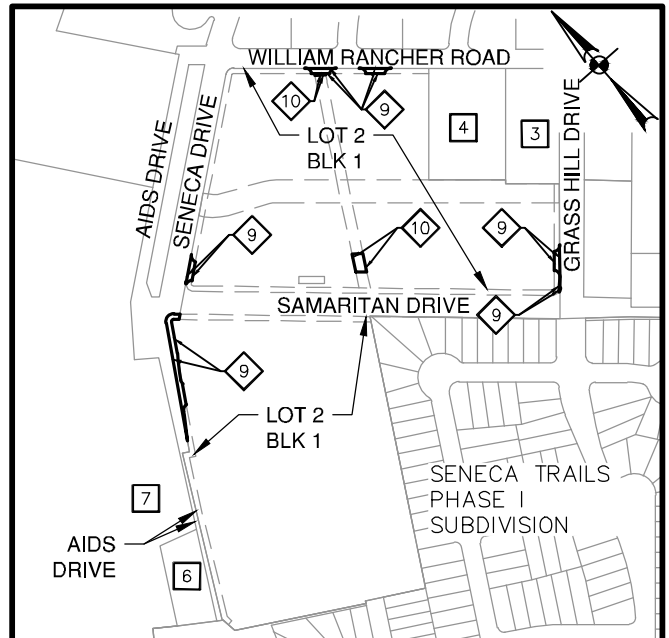 WILLIAM RANCHER ROAD
10
9
4
3
LOT 2
BLK 1
AIDS DRIVE
SENECA DRIVE
GRASS HILL DRIVE
9
10
9
SAMARITAN DRIVE
9
9
LOT 2
BLK 1
SENECA TRAILS
PHASE I
SUBDIVISION
7
AIDS
DRIVE
6